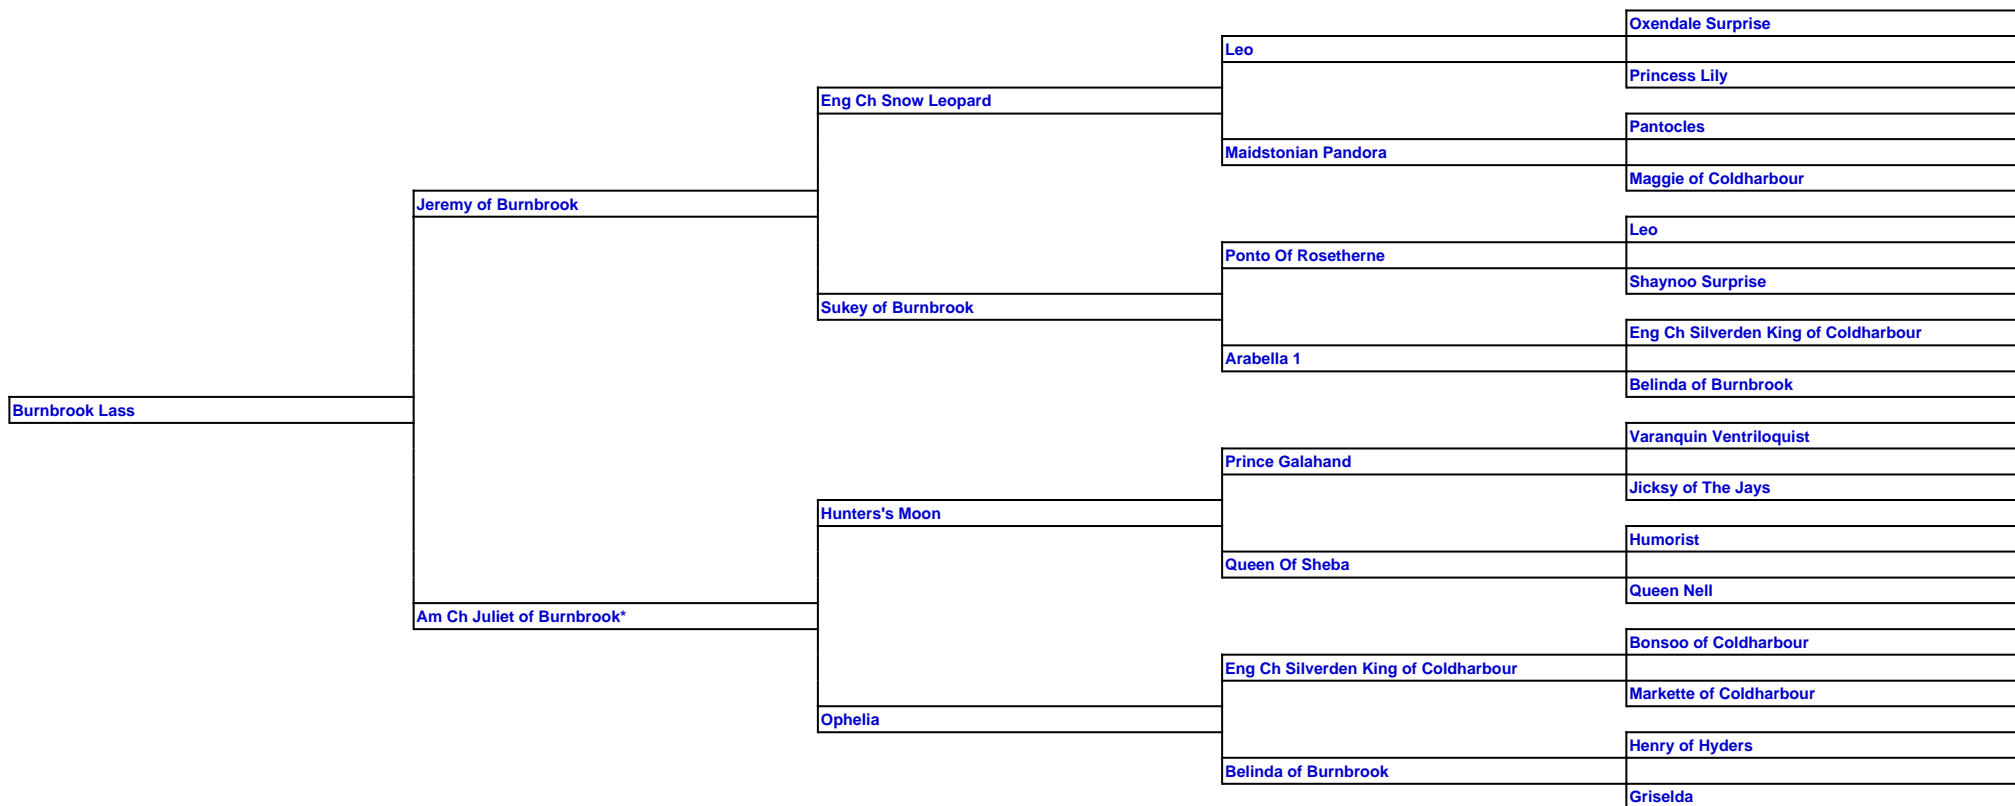 Oxendale Surprise
Leo
Princess Lily
Eng Ch Snow Leopard
Pantocles
Maidstonian Pandora
Maggie of Coldharbour
Jeremy of Burnbrook
Leo
Ponto Of Rosetherne
Shaynoo Surprise
Sukey of Burnbrook
Eng Ch Silverden King of Coldharbour
Arabella 1
Belinda of Burnbrook
Burnbrook Lass
Varanquin Ventriloquist
Prince Galahand
Jicksy of The Jays
Hunters's Moon
Humorist
Queen Of Sheba
Queen Nell
Am Ch Juliet of Burnbrook*
Bonsoo of Coldharbour
Eng Ch Silverden King of Coldharbour
Markette of Coldharbour
Ophelia
Henry of Hyders
Belinda of Burnbrook
Griselda